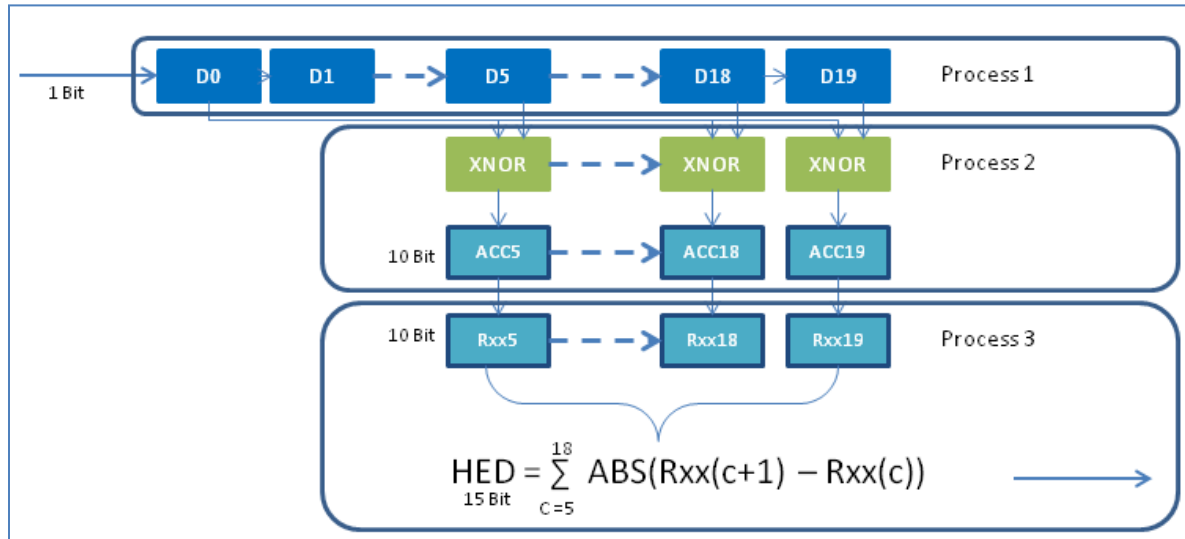 D0 D1 D5 D18 D19 Process 1
1 Bit
XNOR XNOR XNOR Process 2
10 Bit ACC5 ACC18 ACC19
10 Bit Rxx5 Rxx18 Rxx19 Process 3
18
HED = ∑ ABS(Rxx(c+1) – Rxx(c))
15 Bit
C =5